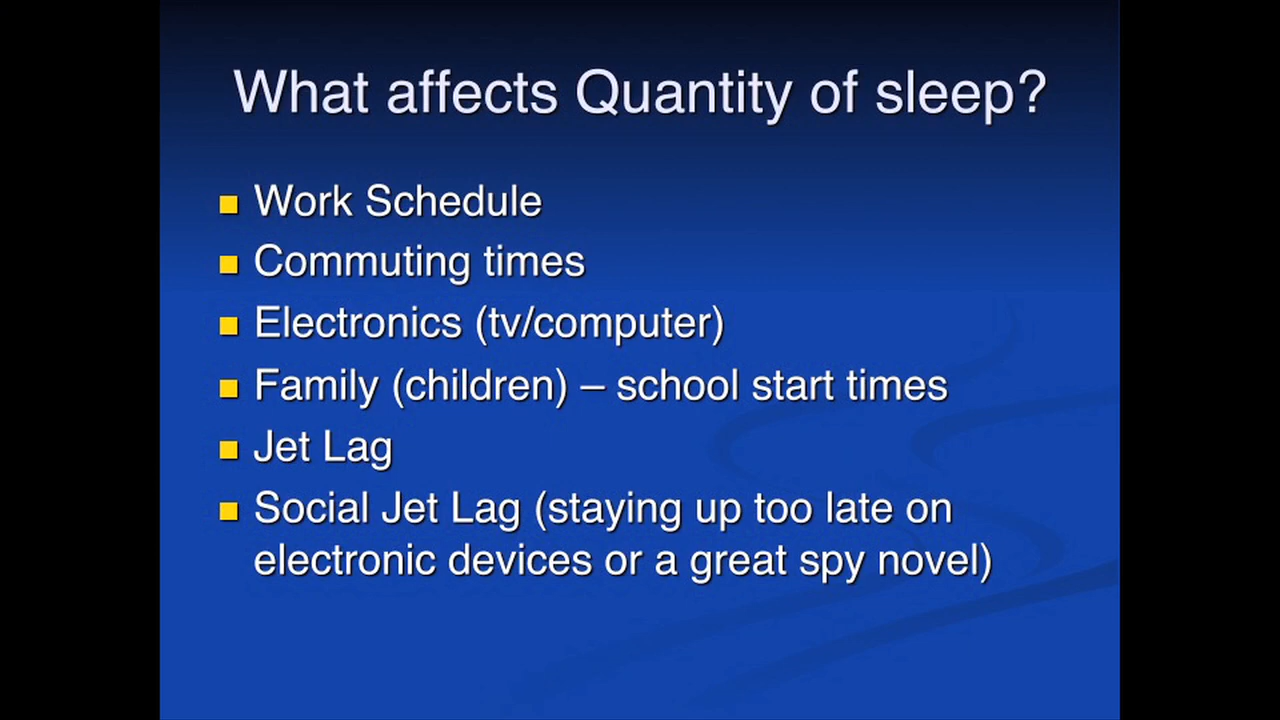 What affects Quantity of sleep?
Work Schedule
Commuting times
Electronics (tv/computer)
Family (children) – school start times
Jet Lag
Social Jet Lag (staying up too late on
electronic devices or a great spy novel)